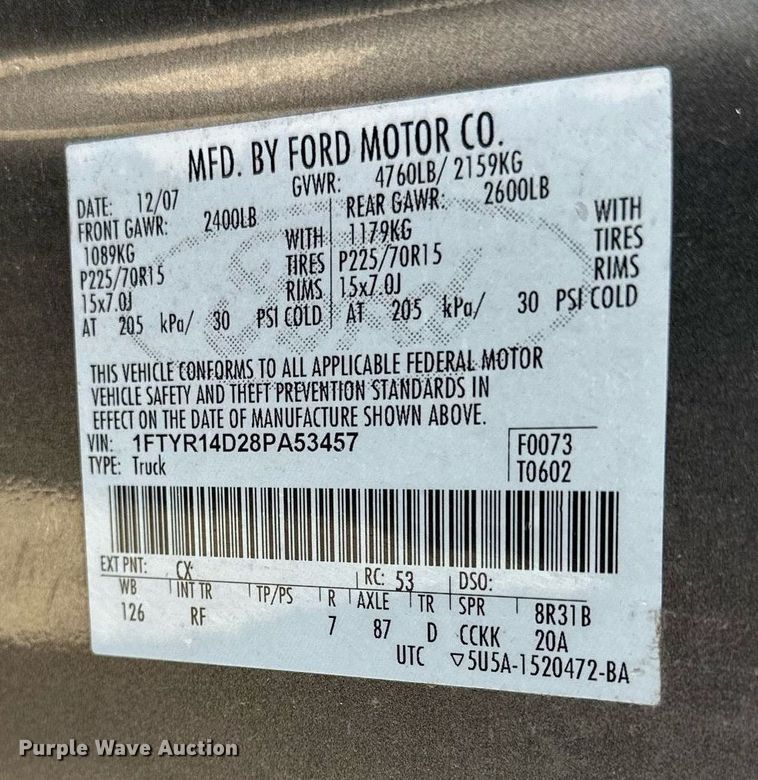 MFD. BY FORD MOTOR CO.
DATE: 12/07 GVWR: 4760LB/ 2159KG
FRONT GAWR: 2400LB REAR GAWR: 2600LB
1089KG WITH 1179KG WITH
P225/70R15 TIRES P225/70R15 TIRES
15x7.0J RIMS 15x7.0J RIMS
AT 205 kPa/ 30 PSI COLD AT 205 kPa/ 30 PSI COLD
THIS VEHICLE CONFORMS TO ALL APPLICABLE FEDERAL MOTOR
VEHICLE SAFETY AND THEFT PREVENTION STANDARDS IN
EFFECT ON THE DATE OF MANUFACTURE SHOWN ABOVE.
VIN: 1FTYR14D28PA53457 F0073
TYPE: Truck T0602
EXT PNT: CX RC: 53 DSO:
WB INT TR TP/PS R AXLE TR SPR 8R31B
126 RF 7 87 D CCKK 20A
UTC ▽5U5A-1520472-BA
Purple Wave Auction